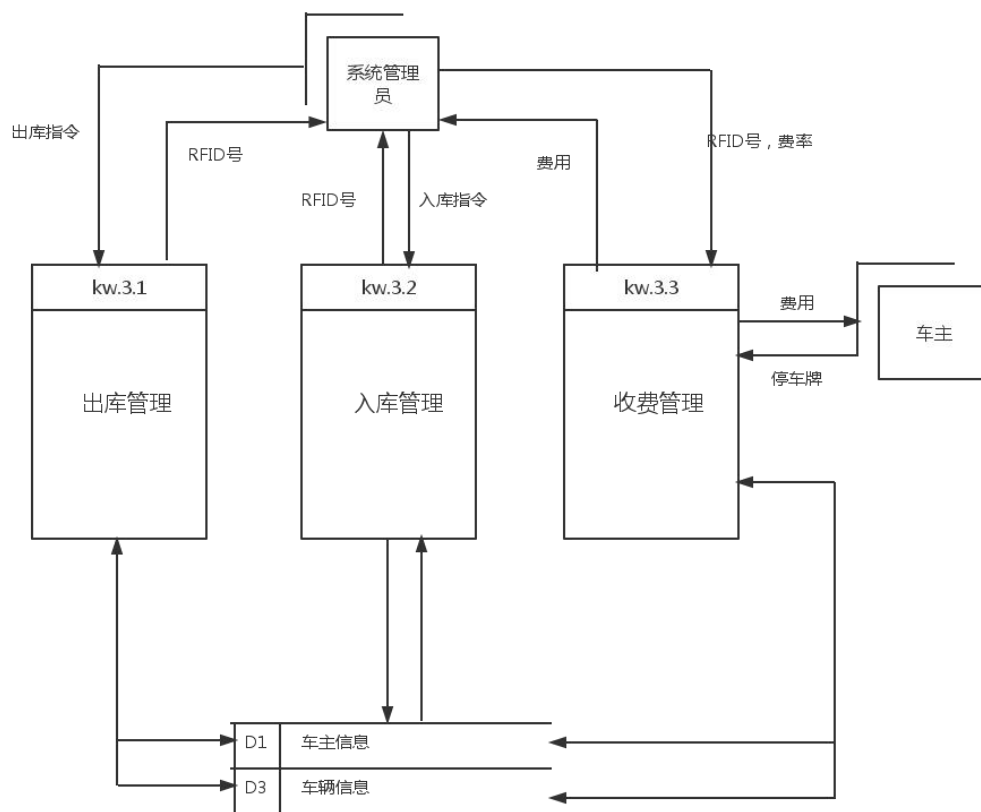 系统管理
员
出库指令
RFID号
RFID号
入库指令
费用
RFID号，费率
kw.3.1
kw.3.2
kw.3.3
出库管理
入库管理
收费管理
费用
车主
停车牌
D1
车主信息
D3
车辆信息